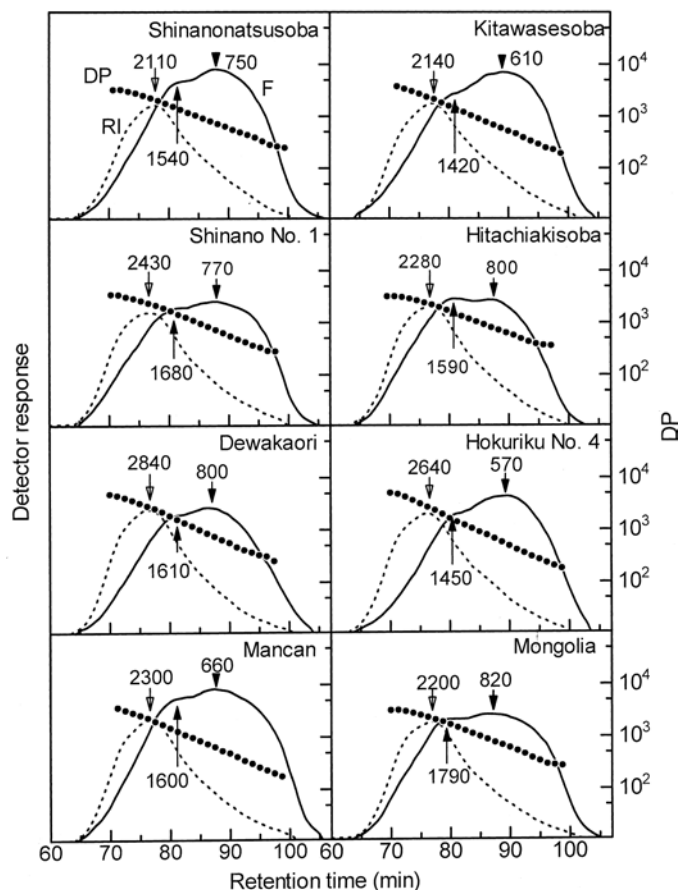 Shinanonatsusoba
Kitawasesoba
2110
750
2140
610
DP
F
RI
1540
1420
10⁴
10³
10²
Shinano No. 1
Hitachiakisoba
2430
770
2280
800
1680
1590
10⁴
10³
10²
Detector response
DP
Dewakaori
Hokuriku No. 4
2840
800
2640
570
1610
1450
10⁴
10³
10²
Mancan
Mongolia
2300
660
2200
820
1600
1790
10⁴
10³
10²
60 70 80 90 100 60 70 80 90 100
Retention time (min)